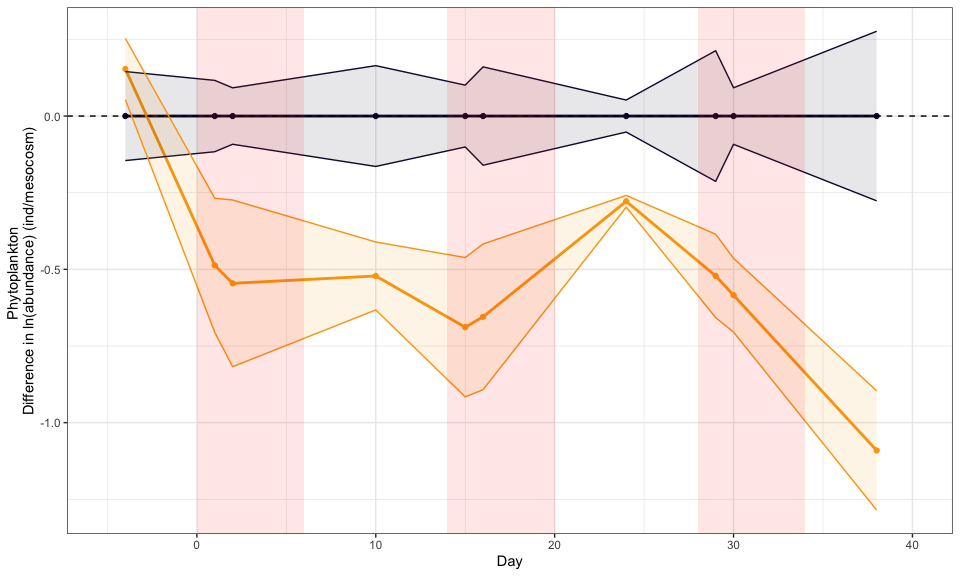 Phytoplankton
Difference in ln(abundance) (ind/mesocosm)
0.0
-0.5
-1.0
0 10 20 30 40
Day